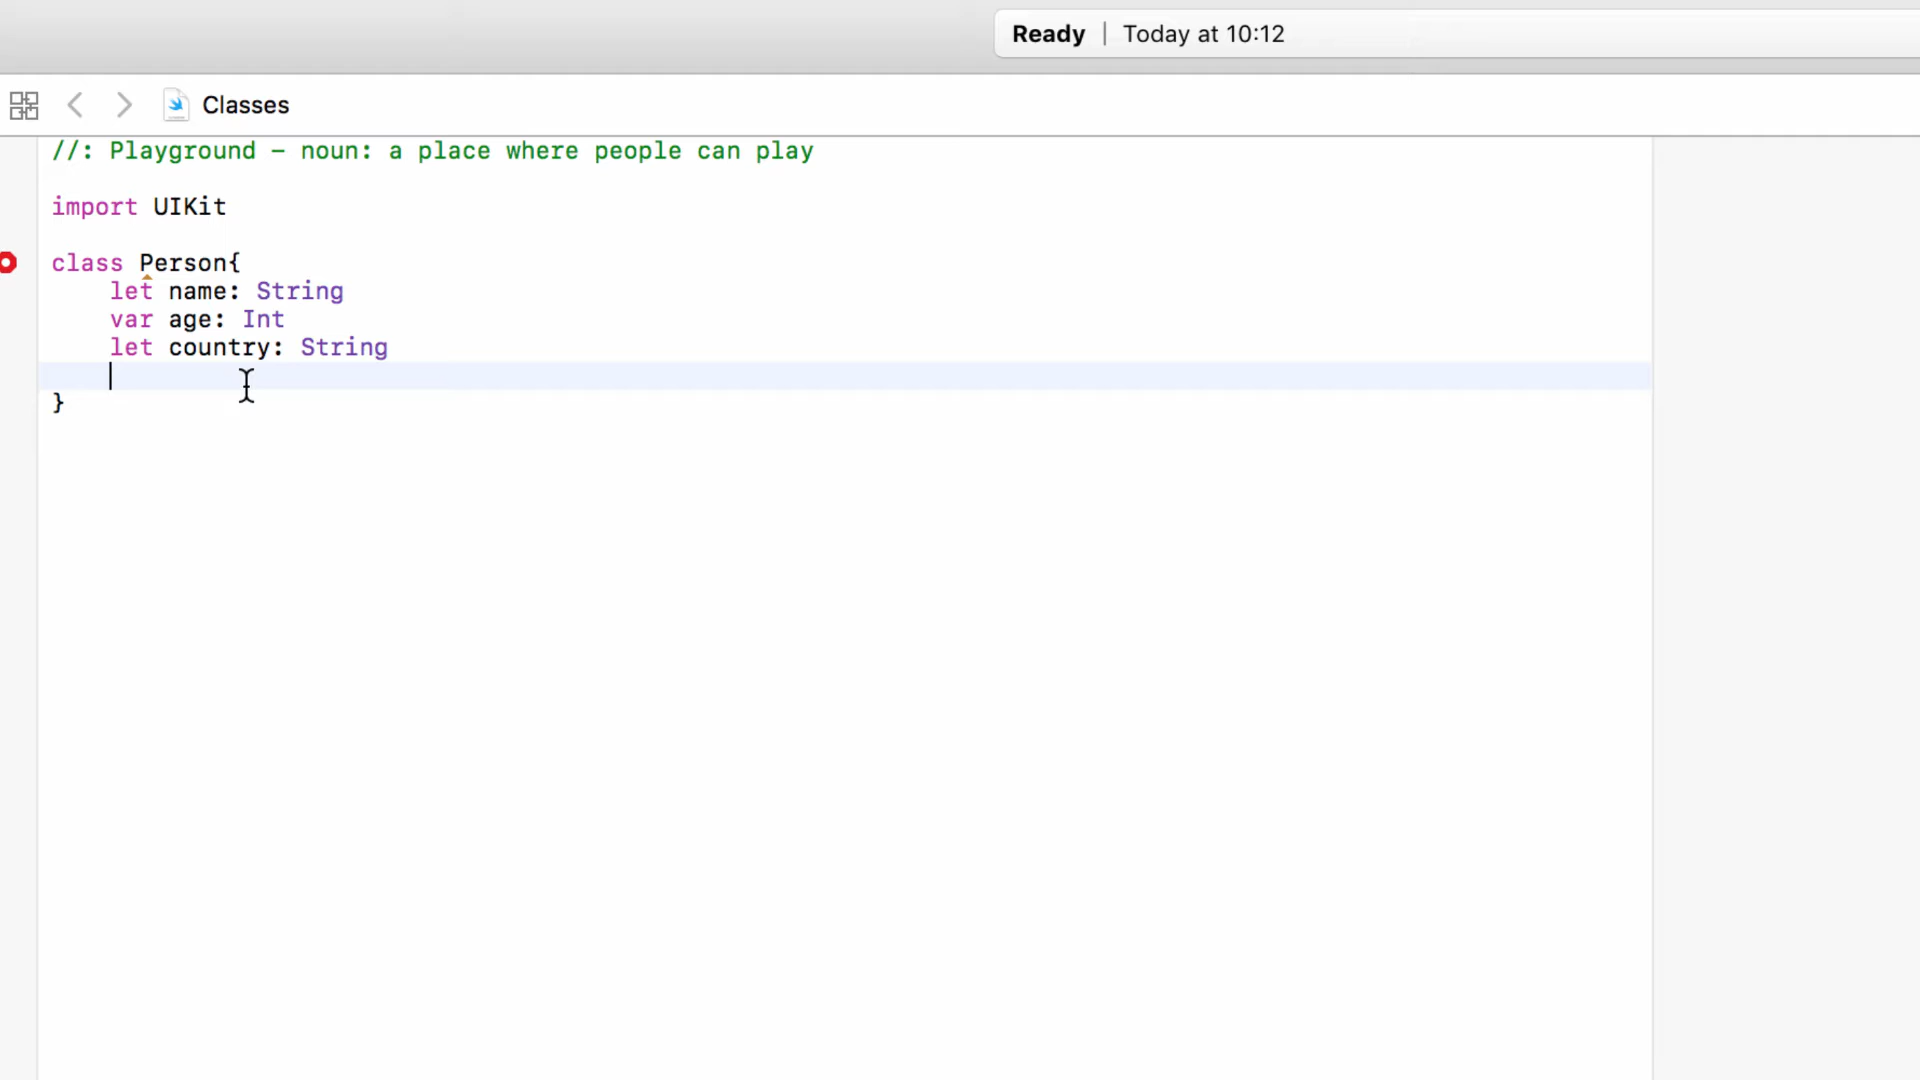 Ready | Today at 10:12
Classes
//: Playground – noun: a place where people can play
import UIKit
class Person{
let name: String
var age: Int
let country: String
}